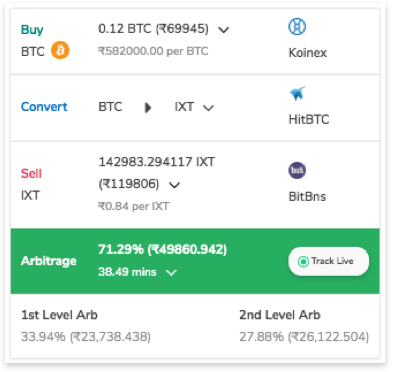 Buy
BTC
0.12 BTC (₹69945)
₹582000.00 per BTC
Koinex
Convert
BTC
IXT
HitBTC
Sell
IXT
142983.294117 IXT
(₹119806)
₹0.84 per IXT
bit
BitBns
Arbitrage
71.29% (₹49860.942)
38.49 mins
Track Live
1st Level Arb
33.94% (₹23,738.438)
2nd Level Arb
27.88% (₹26,122.504)